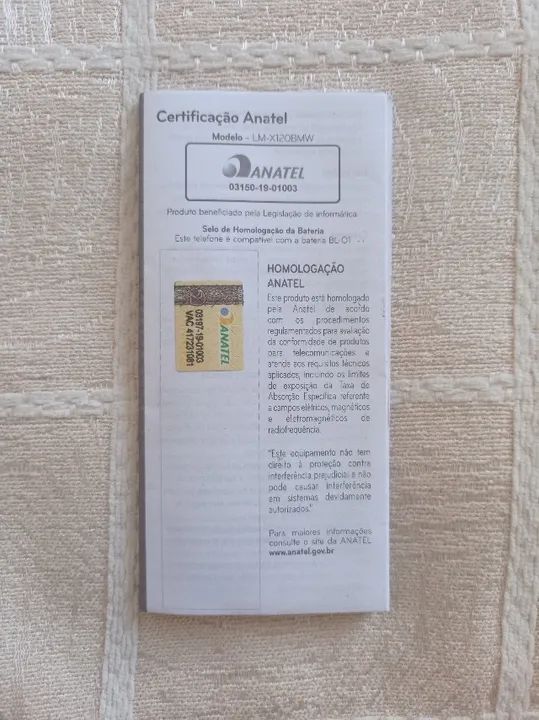 Certificação Anatel
Modelo - LM-X120BMW
ANATEL
03150-19-01003
Produto beneficiado pela Legislação de informática
Selo de Homologação da Bateria
Este telefone é compatível com a bateria BL-O1
ANATEL
03197-19-01003
VAC 417231081
HOMOLOGAÇÃO
ANATEL
Este produto está homologado
pela Anatel de acordo
com os procedimentos
regulamentados para avaliação
da conformidade de produtos
para telecomunicações e
atende aos requisitos técnicos
aplicados, incluindo os limites
de exposição da Taxa de
Absorção Específica referente
a campos elétricos, magnéticos
e eletromagnéticos de
radiofrequência.
"Este equipamento não tem
direito à proteção contra
interferência prejudicial e não
pode causar interferência
em sistemas devidamente
autorizados."
Para maiores informações
consulte o site da ANATEL
www.anatel.gov.br